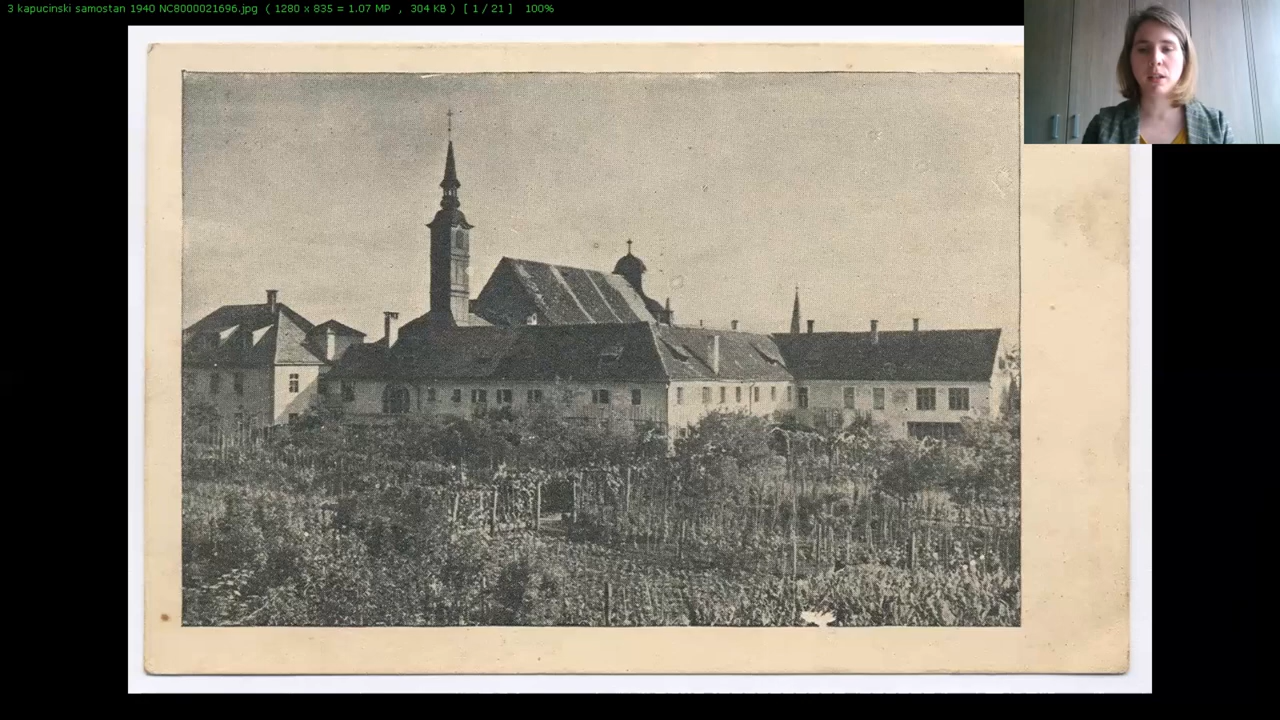 3 kapucinski samostan 1940 NC8000021696.jpg ( 1280 x 835 = 1.07 MP , 304 KB ) [ 1 / 21 ] 100%